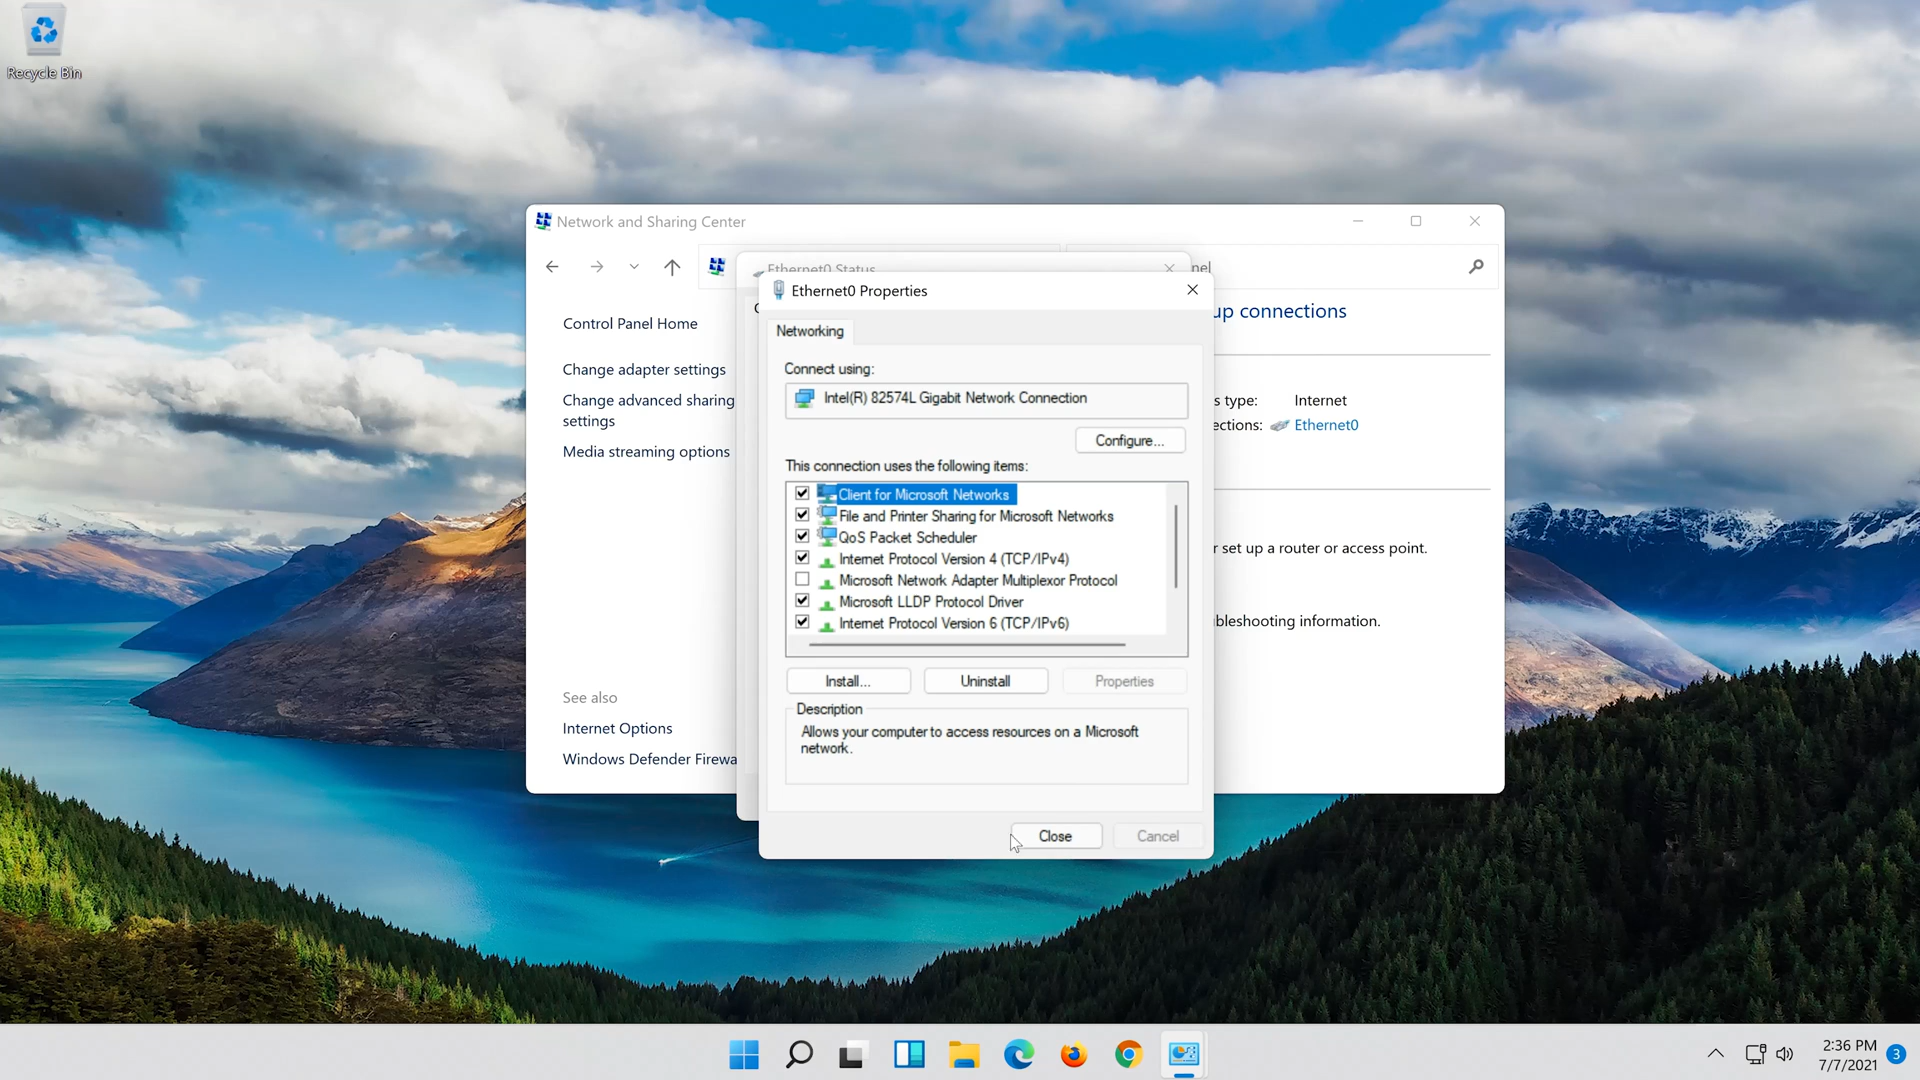 Recycle Bin
Network and Sharing Center
Ethernet0 Status
nel
Ethernet0 Properties
Control Panel Home
Change adapter settings
Change advanced sharing
settings
Media streaming options
See also
Internet Options
Windows Defender Firewa
Networking
Connect using:
Intel(R) 82574L Gigabit Network Connection
Configure...
This connection uses the following items:
Client for Microsoft Networks
File and Printer Sharing for Microsoft Networks
QoS Packet Scheduler
Internet Protocol Version 4 (TCP/IPv4)
Microsoft Network Adapter Multiplexor Protocol
Microsoft LLDP Protocol Driver
Internet Protocol Version 6 (TCP/IPv6)
Install...
Uninstall
Properties
Description
Allows your computer to access resources on a Microsoft
network.
Close
Cancel
up connections
s type: Internet
ections: Ethernet0
r set up a router or access point.
bleshooting information.
2:36 PM
7/7/2021
3